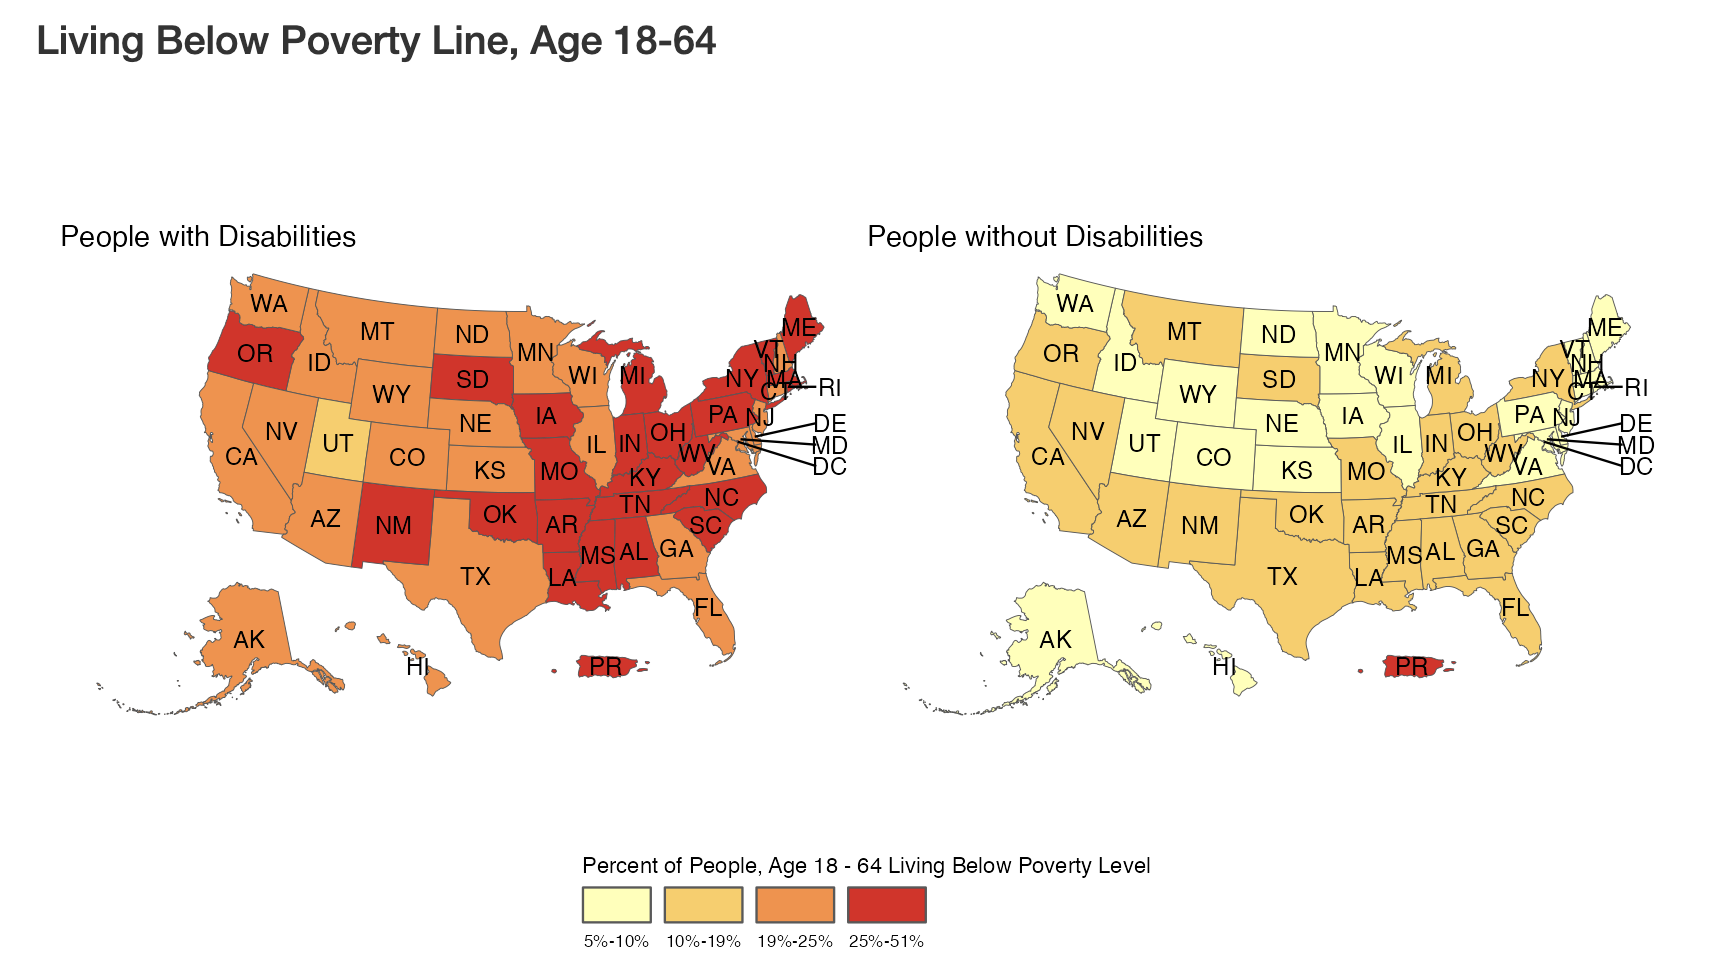 Living Below Poverty Line, Age 18-64
People with Disabilities
People without Disabilities
WA
MT
ND
MN
OR
ID
SD
WI
MI
WY
IA
NE
NV
UT
CO
CA
KS
IL
IN
OH
PA
NY
VT
NH
ME
MA
CT
RI
NJ
DE
MD
DC
WV
VA
MO
KY
TN
NC
SC
AZ
NM
OK
AR
MS
AL
GA
TX
LA
FL
AK
HI
PR
WA
MT
ND
MN
OR
ID
SD
WI
MI
WY
IA
NE
NV
UT
CO
CA
KS
IL
IN
OH
PA
NY
VT
NH
ME
MA
CT
RI
NJ
DE
MD
DC
WV
VA
MO
KY
TN
NC
SC
AZ
NM
OK
AR
MS
AL
GA
TX
LA
FL
AK
HI
PR
Percent of People, Age 18 - 64 Living Below Poverty Level
5%-10% 10%-19% 19%-25% 25%-51%